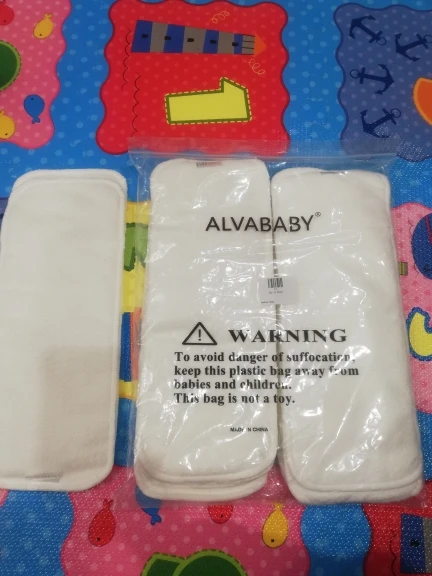 ALVABABY®
WARNING
To avoid danger of suffocation,
keep this plastic bag away from
babies and children.
This bag is not a toy.
MADE IN CHINA